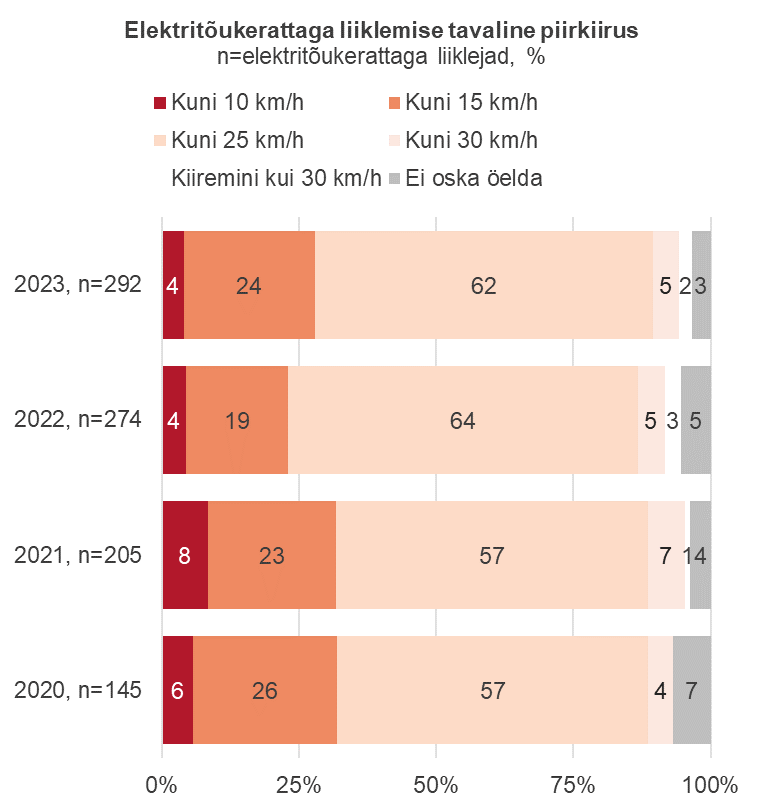 Elektritõukerattaga liiklemise tavaline piirkiirus
n=elektritõukerattaga liiklejad, %
Kuni 10 km/h Kuni 15 km/h
Kuni 25 km/h Kuni 30 km/h
Kiiremini kui 30 km/h Ei oska öelda
2023, n=292 4 24 62 5 2 3
2022, n=274 4 19 64 5 3 5
2021, n=205 8 23 57 7 1 4
2020, n=145 6 26 57 4 7
0% 25% 50% 75% 100%